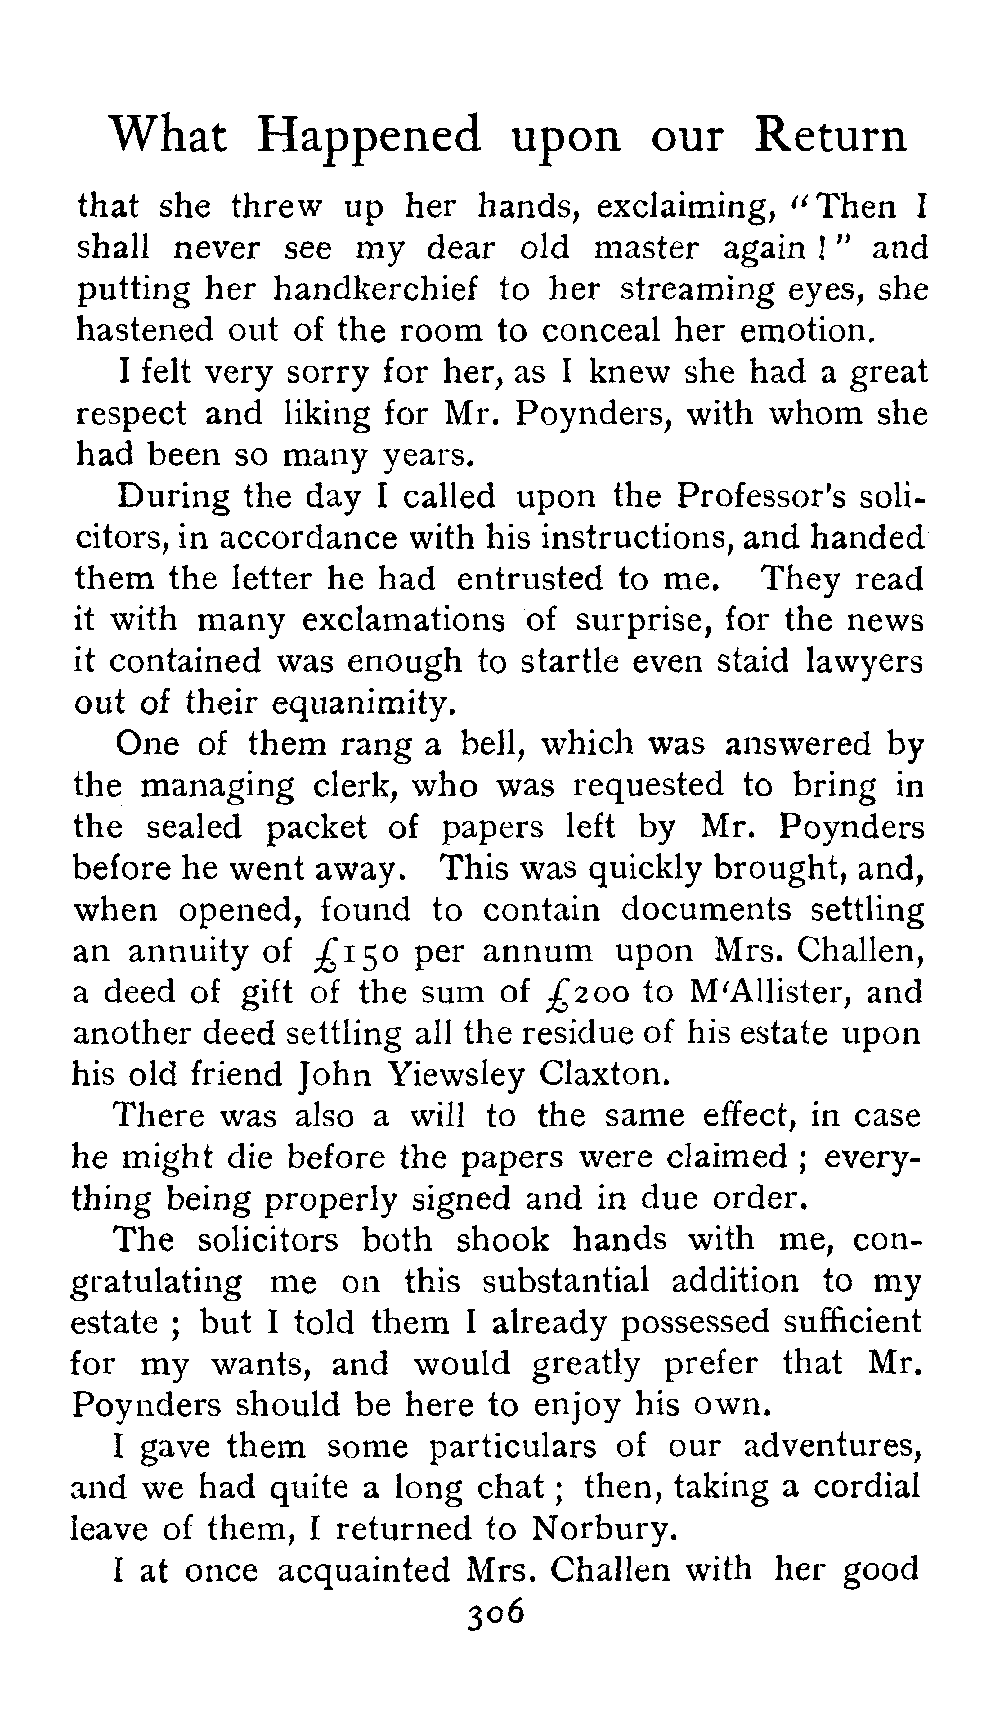 What Happened upon our Return
that she threw up her hands, exclaiming, "Then I
shall never see my dear old master again!" and
putting her handkerchief to her streaming eyes, she
hastened out of the room to conceal her emotion.
I felt very sorry for her, as I knew she had a great
respect and liking for Mr. Poynders, with whom she
had been so many years.
During the day I called upon the Professor's soli-
citors, in accordance with his instructions, and handed
them the letter he had entrusted to me. They read
it with many exclamations of surprise, for the news
it contained was enough to startle even staid lawyers
out of their equanimity.
One of them rang a bell, which was answered by
the managing clerk, who was requested to bring in
the sealed packet of papers left by Mr. Poynders
before he went away. This was quickly brought, and,
when opened, found to contain documents settling
an annuity of £150 per annum upon Mrs. Challen,
a deed of gift of the sum of £200 to M'Allister, and
another deed settling all the residue of his estate upon
his old friend John Yiewsley Claxton.
There was also a will to the same effect, in case
he might die before the papers were claimed ; every-
thing being properly signed and in due order.
The solicitors both shook hands with me, con-
gratulating me on this substantial addition to my
estate ; but I told them I already possessed sufficient
for my wants, and would greatly prefer that Mr.
Poynders should be here to enjoy his own.
I gave them some particulars of our adventures,
and we had quite a long chat ; then, taking a cordial
leave of them, I returned to Norbury.
I at once acquainted Mrs. Challen with her good
306